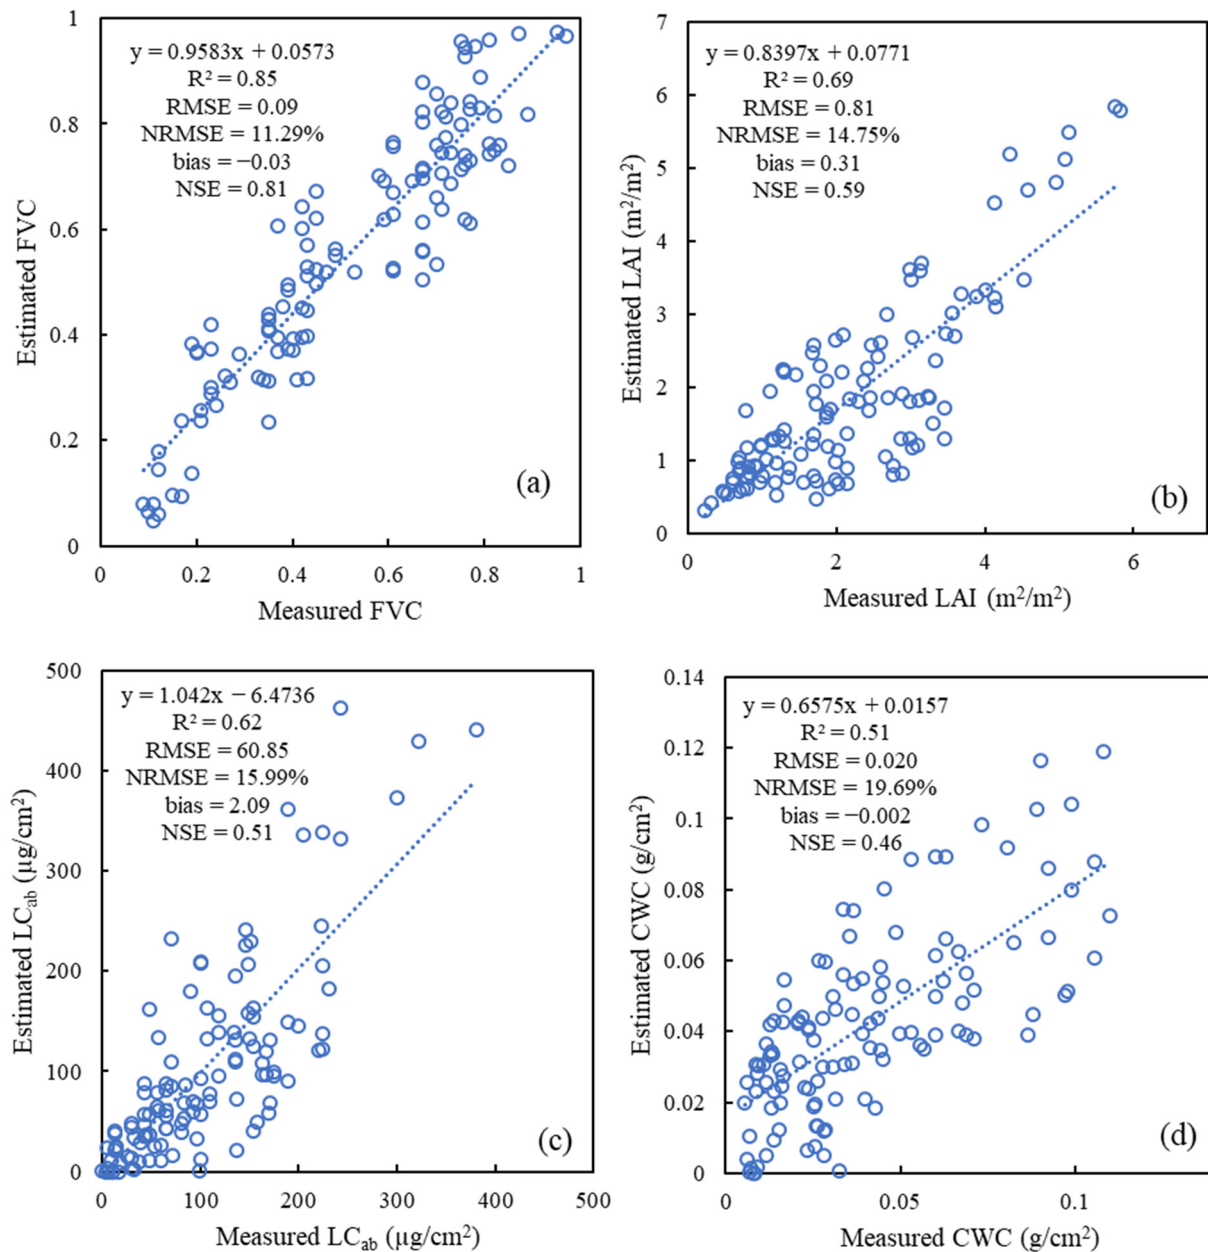 y = 0.9583x + 0.0573
R² = 0.85
RMSE = 0.09
NRMSE = 11.29%
bias = −0.03
NSE = 0.81
Estimated FVC
1
0.8
0.6
0.4
0.2
0
0
0.2
0.4
0.6
0.8
1
Measured FVC
(a)
y = 0.8397x + 0.0771
R² = 0.69
RMSE = 0.81
NRMSE = 14.75%
bias = 0.31
NSE = 0.59
Estimated LAI (m²/m²)
7
6
5
4
3
2
1
0
0
2
4
6
Measured LAI (m²/m²)
(b)
y = 1.042x − 6.4736
R² = 0.62
RMSE = 60.85
NRMSE = 15.99%
bias = 2.09
NSE = 0.51
Estimated LCab (µg/cm²)
500
400
300
200
100
0
0
100
200
300
400
500
Measured LCab (µg/cm²)
(c)
y = 0.6575x + 0.0157
R² = 0.51
RMSE = 0.020
NRMSE = 19.69%
bias = −0.002
NSE = 0.46
Estimated CWC (g/cm²)
0.14
0.12
0.1
0.08
0.06
0.04
0.02
0
0
0.05
0.1
Measured CWC (g/cm²)
(d)